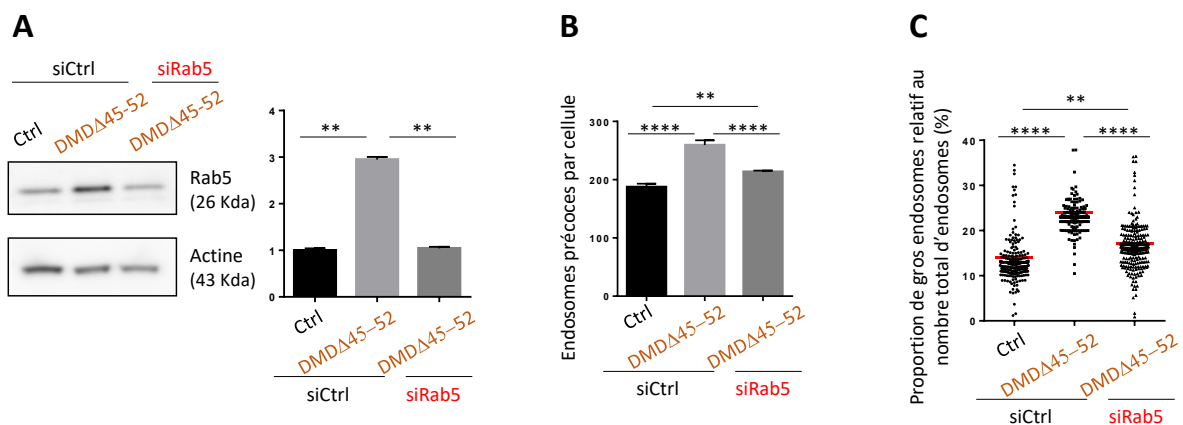 A
siCtrl
siRab5
Ctrl
DMDΔ45-52
DMDΔ45-52
Rab5
(26 Kda)
Actine
(43 Kda)
4
3
2
1
0
**
**
Ctrl
DMDΔ45-52
DMDΔ45-52
siCtrl
siRab5
B
Endosomes précoces par cellule
300
200
100
0
**
****
****
Ctrl
DMDΔ45-52
DMDΔ45-52
siCtrl
siRab5
C
Proportion de gros endosomes relatif au
nombre total d'endosomes (%)
40
30
20
10
0
**
****
****
Ctrl
DMDΔ45-52
DMDΔ45-52
siCtrl
siRab5